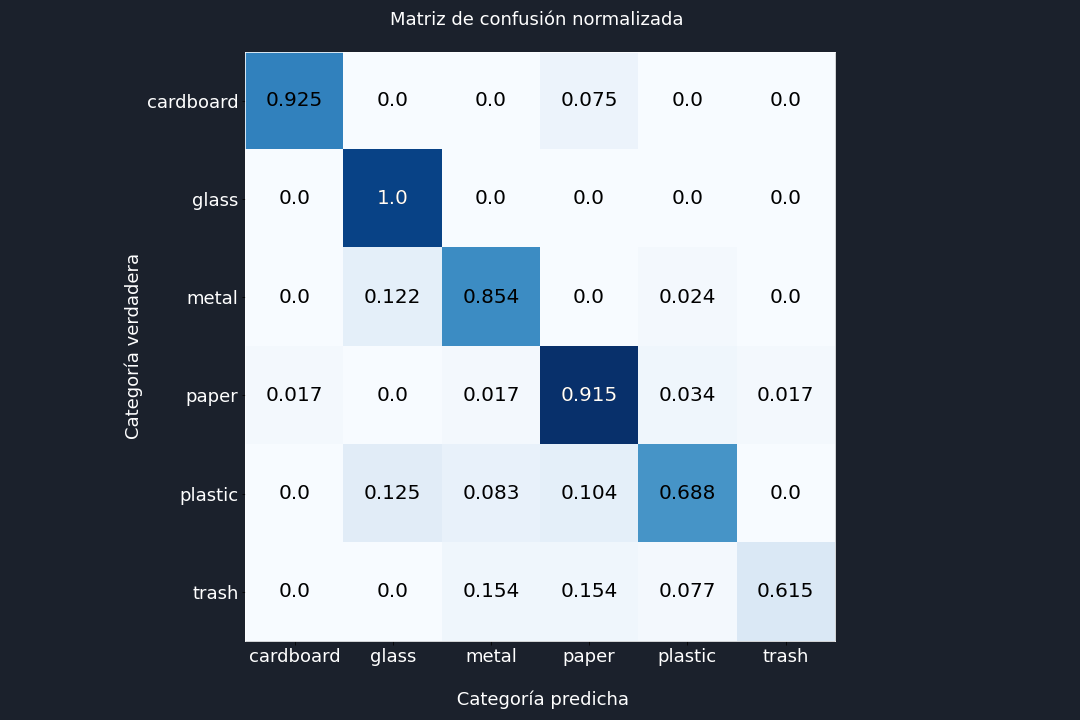 Matriz de confusión normalizada
Categoría verdadera
cardboard 0.925 0.0 0.0 0.075 0.0 0.0
glass 0.0 1.0 0.0 0.0 0.0 0.0
metal 0.0 0.122 0.854 0.0 0.024 0.0
paper 0.017 0.0 0.017 0.915 0.034 0.017
plastic 0.0 0.125 0.083 0.104 0.688 0.0
trash 0.0 0.0 0.154 0.154 0.077 0.615
cardboard glass metal paper plastic trash
Categoría predicha